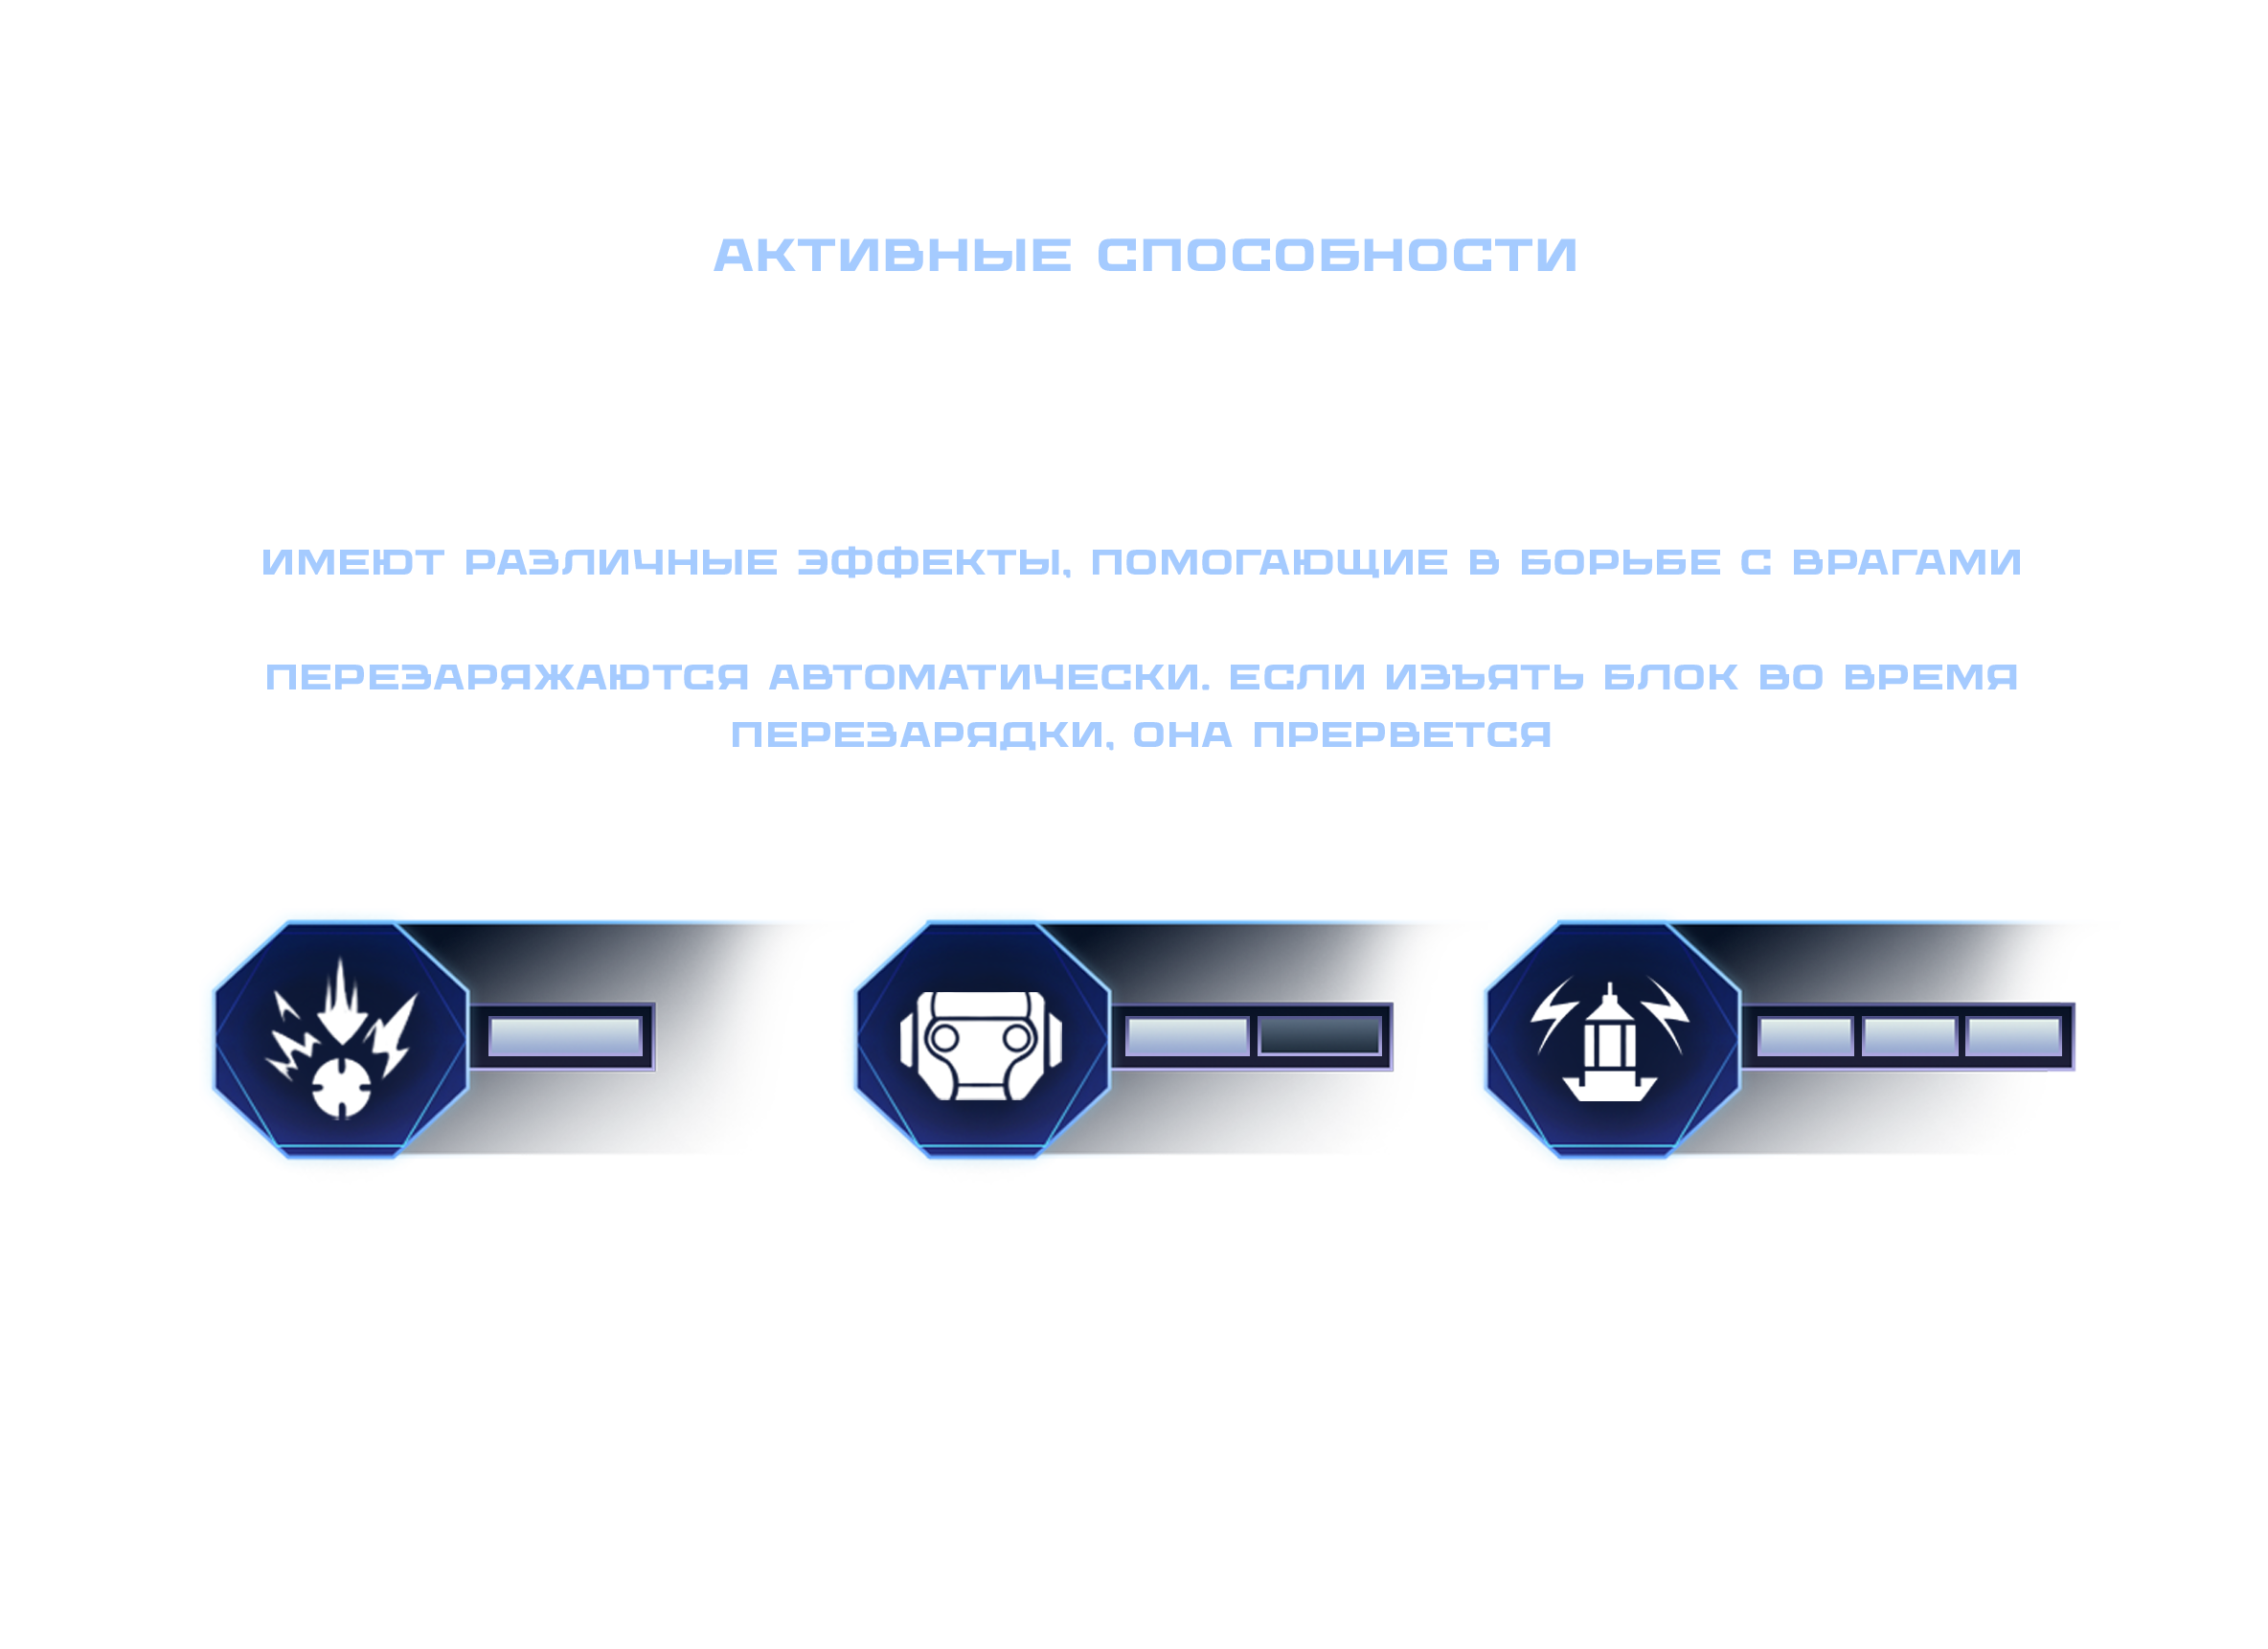 АКТИВНЫЕ СПОСОБНОСТИ
ИМЕЮТ РАЗЛИЧНЫЕ ЭФФЕКТЫ, ПОМОГАЮЩИЕ В БОРЬБЕ С ВРАГАМИ
ПЕРЕЗАРЯЖАЮТСЯ АВТОМАТИЧЕСКИ. ЕСЛИ ИЗЪЯТЬ БЛОК ВО ВРЕМЯ
ПЕРЕЗАРЯДКИ, ОНА ПРЕРВЕТСЯ